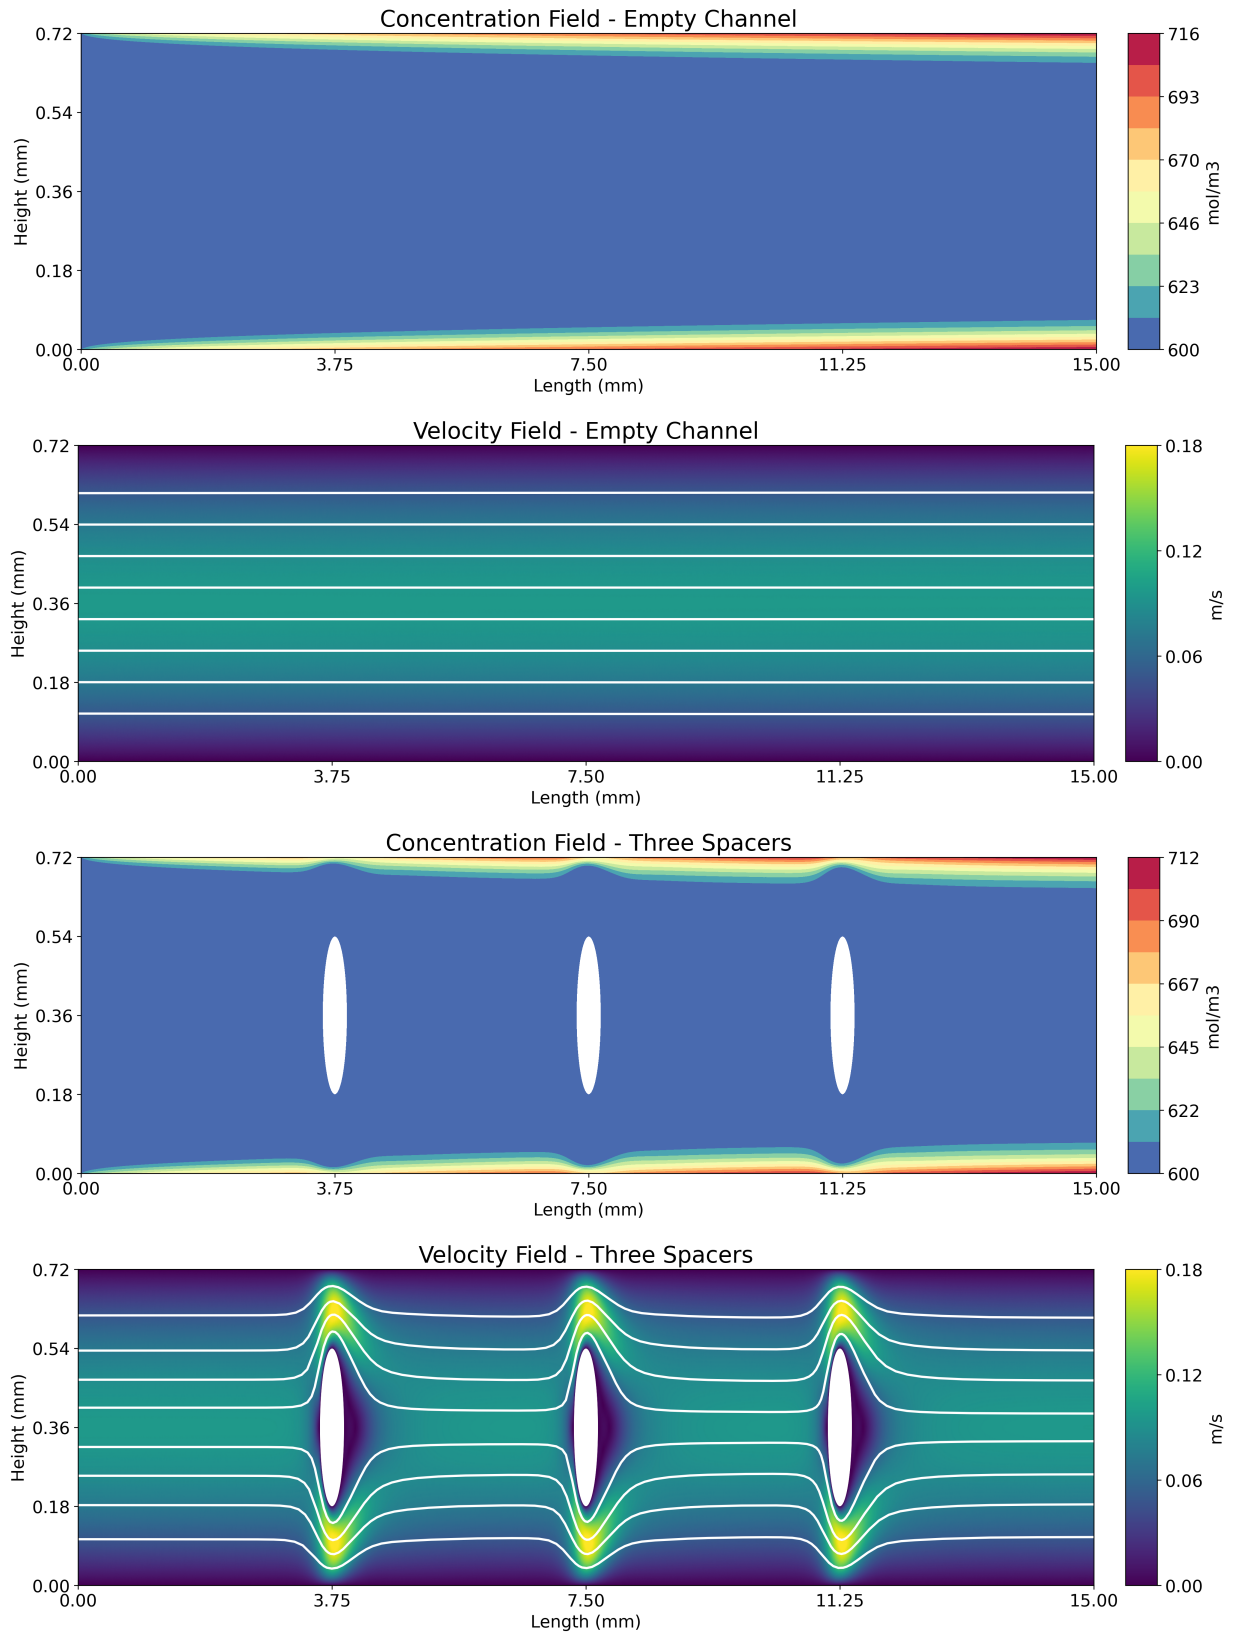 Concentration Field - Empty Channel
0.72
0.54
0.36
0.18
0.00
Height (mm)
0.00 3.75 7.50 11.25 15.00
Length (mm)
716
693
670
646
623
600
mol/m3
Velocity Field - Empty Channel
0.72
0.54
0.36
0.18
0.00
Height (mm)
0.00 3.75 7.50 11.25 15.00
Length (mm)
0.18
0.12
0.06
0.00
m/s
Concentration Field - Three Spacers
0.72
0.54
0.36
0.18
0.00
Height (mm)
0.00 3.75 7.50 11.25 15.00
Length (mm)
712
690
667
645
622
600
mol/m3
Velocity Field - Three Spacers
0.72
0.54
0.36
0.18
0.00
Height (mm)
0.00 3.75 7.50 11.25 15.00
Length (mm)
0.18
0.12
0.06
0.00
m/s